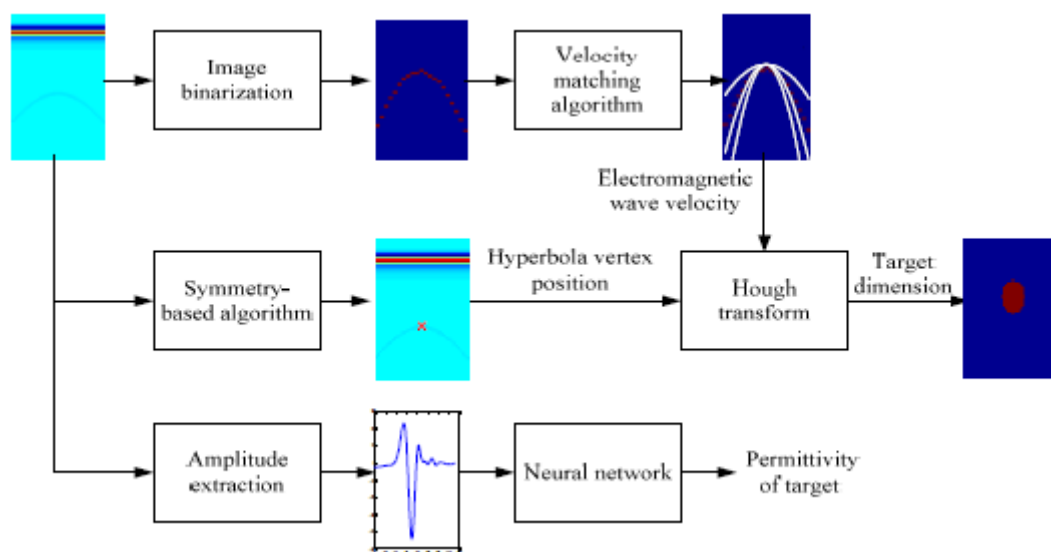 Image
binarization
Velocity
matching
algorithm
Electromagnetic
wave velocity
Symmetry-
based algorithm
Hyperbola vertex
position
Hough
transform
Target
dimension
Amplitude
extraction
Neural network
Permittivity
of target